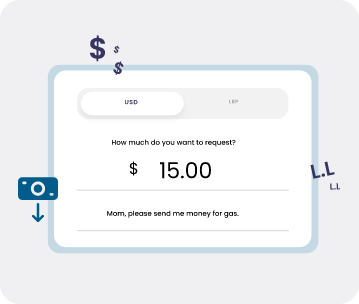 $ $
$
USD LBP
How much do you want to request?
$ 15.00
L.L
L.L
Mom, please send me money for gas.